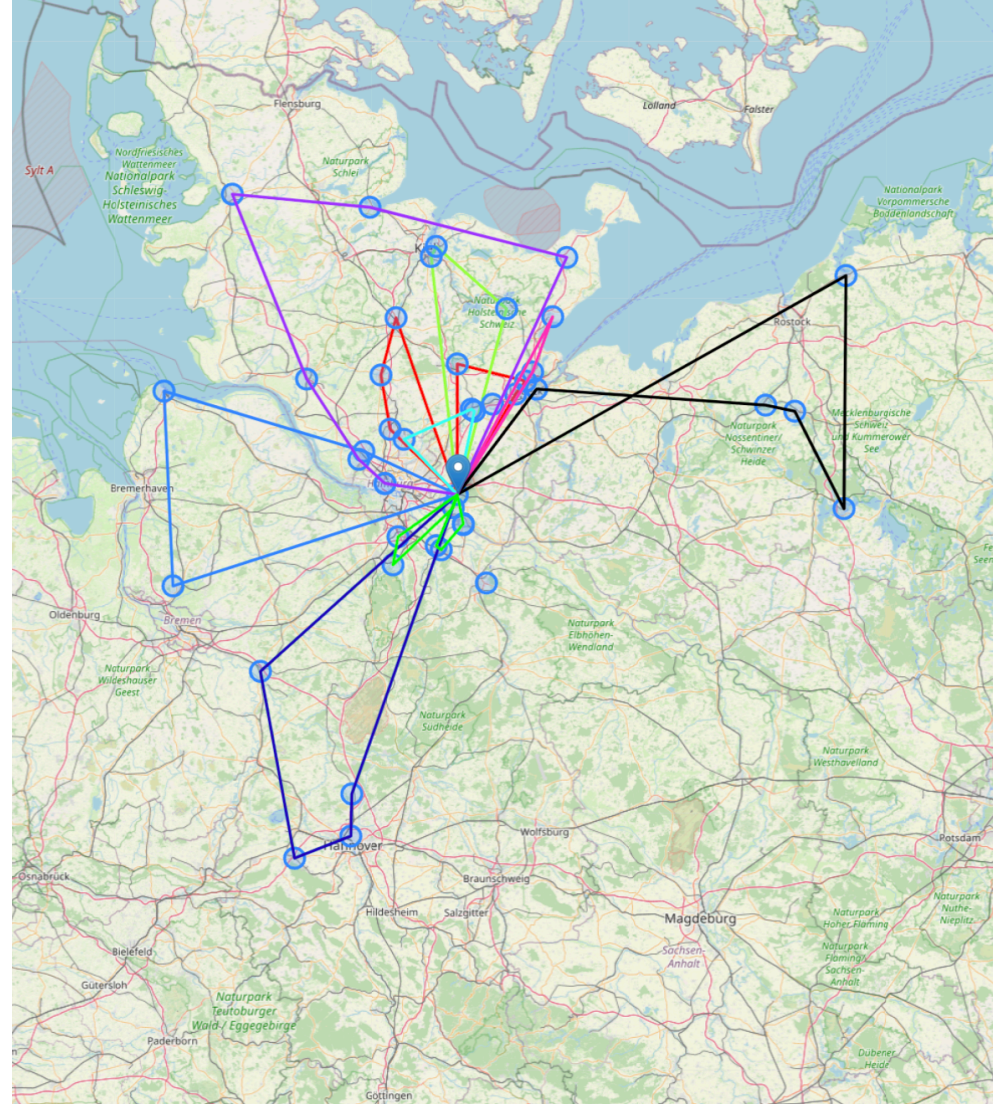 Flensburg
Lolland
Falster
Nordfriesisches
Wattenmeer
Nationalpark
Schleswig-
Holsteinisches
Wattenmeer
Sylt A
Naturpark
Schlei
Nationalpark
Vorpommersche
Boddenlandschaft
Holsteinische
Schweiz
Rostock
Mecklenburgische
Schweiz
und Kummerower
See
Naturpark
Nossentiner/
Schwinzer
Heide
Bremerhaven
Oldenburg
Bremen
Naturpark
Wildeshauser
Geest
Naturpark
Elbhöhen-
Wendland
Naturpark
Südheide
Naturpark
Westhavelland
Hannover
Wolfsburg
Potsdam
Osnabrück
Braunschweig
Hildesheim
Salzgitter
Magdeburg
Naturpark
Hoher Fläming
Naturpark
Nuthe-
Nieplitz
Bielefeld
Sachsen-
Anhalt
Naturpark
Fläming/
Sachsen-
Anhalt
Gütersloh
Naturpark
Teutoburger
Wald-/ Eggegebirge
Paderborn
Dübener
Heide
Göttingen